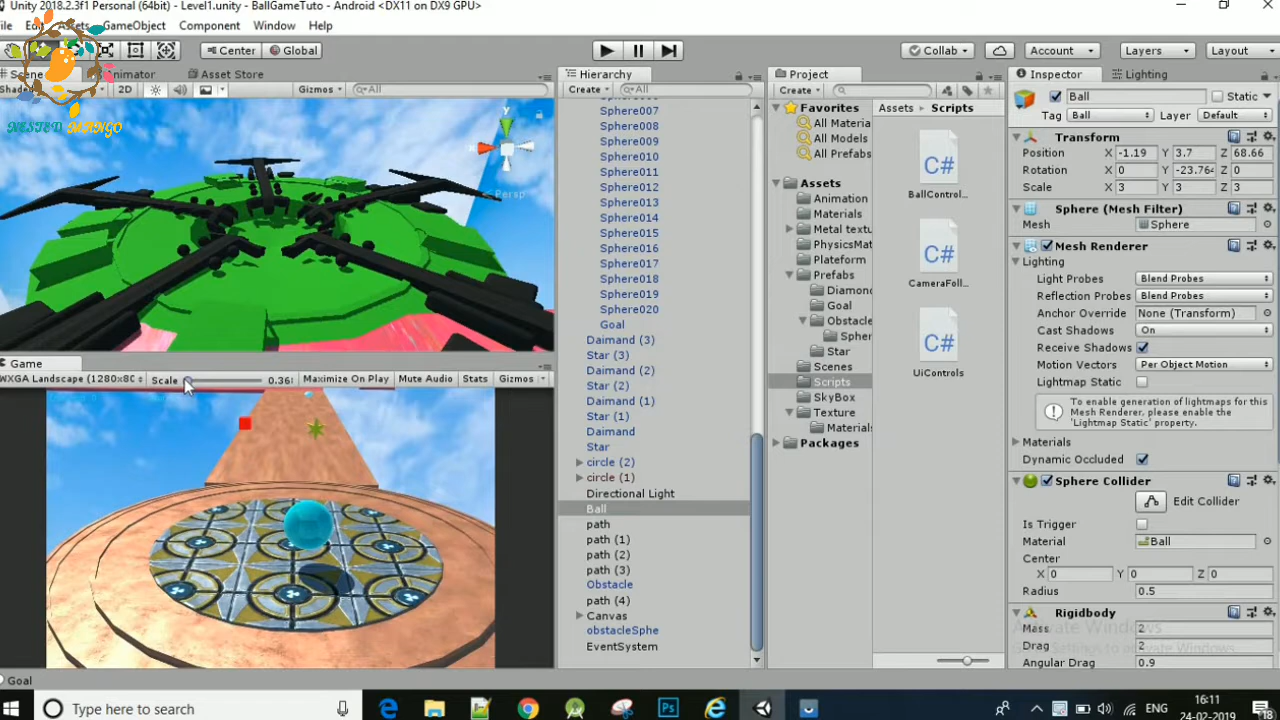 Unity 2018.2.3f1 Personal (64bit) - Level1.unity - BallGameTuto - Android <DX11 on DX9 GPU>
Assets GameObject Component Window Help
Center Global Collab Account Layers Layout
NESTED MANGO
Asset Store
2D Gizmos All
Persp
y
Game
WXGA Landscape (1280x80 Scale 0.36 Maximize On Play Mute Audio Stats Gizmos
Hierarchy
Create All
Sphere007
Sphere008
Sphere009
Sphere010
Sphere011
Sphere012
Sphere013
Sphere014
Sphere015
Sphere016
Sphere017
Sphere018
Sphere019
Sphere020
Goal
Daimand (3)
Star (3)
Daimand (2)
Star (2)
Daimand (1)
Star (1)
Daimand
Star
circle (2)
circle (1)
Directional Light
Ball
path
path (1)
path (2)
path (3)
Obstacle
path (4)
Canvas
obstacleSphe
EventSystem
Project
Create
Favorites
All Materia
All Models
All Prefabs
Assets
Animation
Materials
Metal textu
PhysicsMat
Plateform
Prefabs
Diamond
Goal
Obstacle
Spher
Star
Scenes
Scripts
SkyBox
Texture
Materials
Packages
Assets Scripts
C#
BallControl...
C#
CameraFoll...
C#
UiControls
Inspector Lighting
Ball Static
Tag Ball Layer Default
Transform
Position X -1.19 Y 3.7 Z 68.66
Rotation X 0 Y -23.764 Z 0
Scale X 3 Y 3 Z 3
Sphere (Mesh Filter)
Mesh Sphere
Mesh Renderer
Lighting
Light Probes Blend Probes
Reflection Probes Blend Probes
Anchor Override None (Transform)
Cast Shadows On
Receive Shadows
Motion Vectors Per Object Motion
Lightmap Static
To enable generation of lightmaps for this
Mesh Renderer, please enable the
'Lightmap Static' property.
Materials
Dynamic Occluded
Sphere Collider
Edit Collider
Is Trigger
Material Ball
Center
X 0 Y 0 Z 0
Radius 0.5
Rigidbody
Mass 2
Drag 2
Angular Drag 0.9
Activate Windows
Goal
Type here to search
16:11
24-02-2019